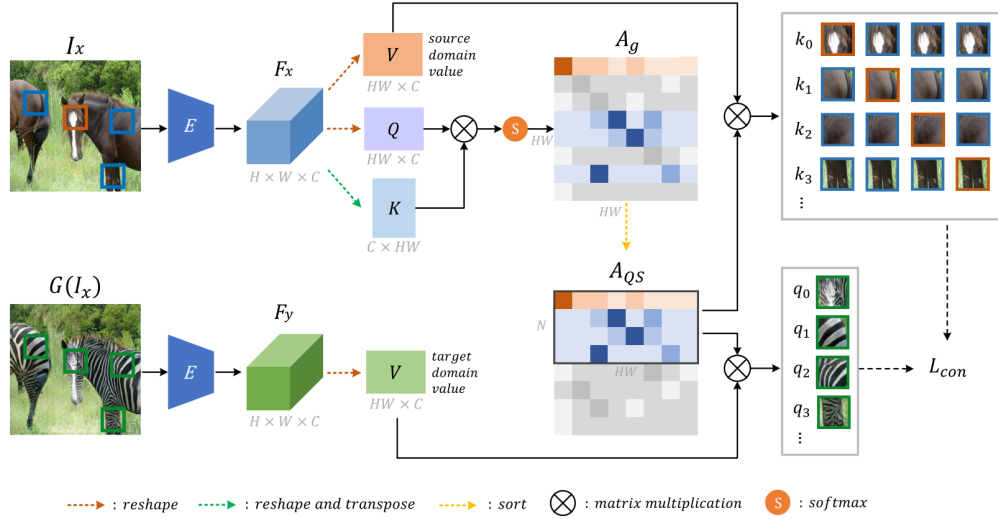 I_x
E
F_x
H × W × C
V
source
domain
value
HW × C
Q
HW × C
K
C × HW
S
HW
A_g
HW
k_0
k_1
k_2
k_3
⋮
G(I_x)
E
F_y
H × W × C
V
target
domain
value
HW × C
A_QS
N
HW
q_0
q_1
q_2
q_3
⋮
L_con
: reshape
: reshape and transpose
: sort
: matrix multiplication
S : softmax